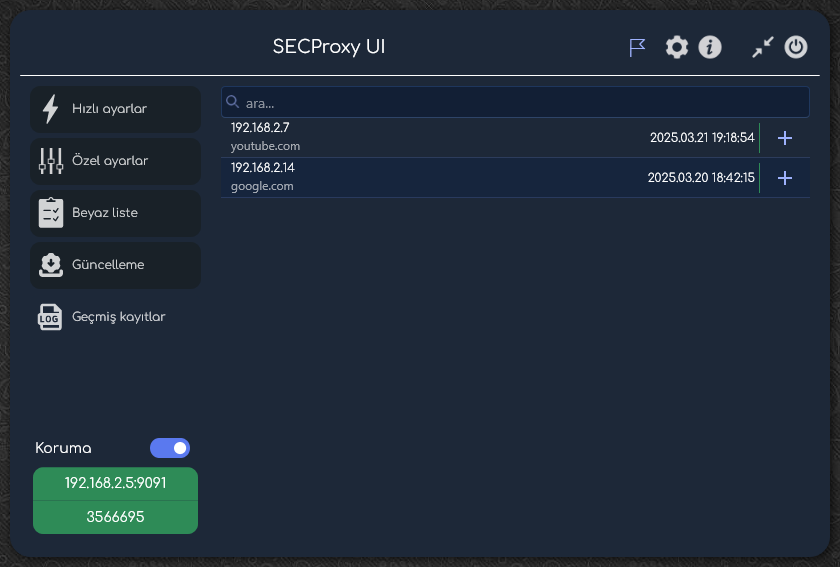 SECProxy UI
Hızlı ayarlar
Özel ayarlar
Beyaz liste
Güncelleme
LOG
Geçmiş kayıtlar
ara...
192.168.2.7
youtube.com
2025.03.21 19:18:54
192.168.2.14
google.com
2025.03.20 18:42:15
Koruma
192.168.2.5:9091
3566695